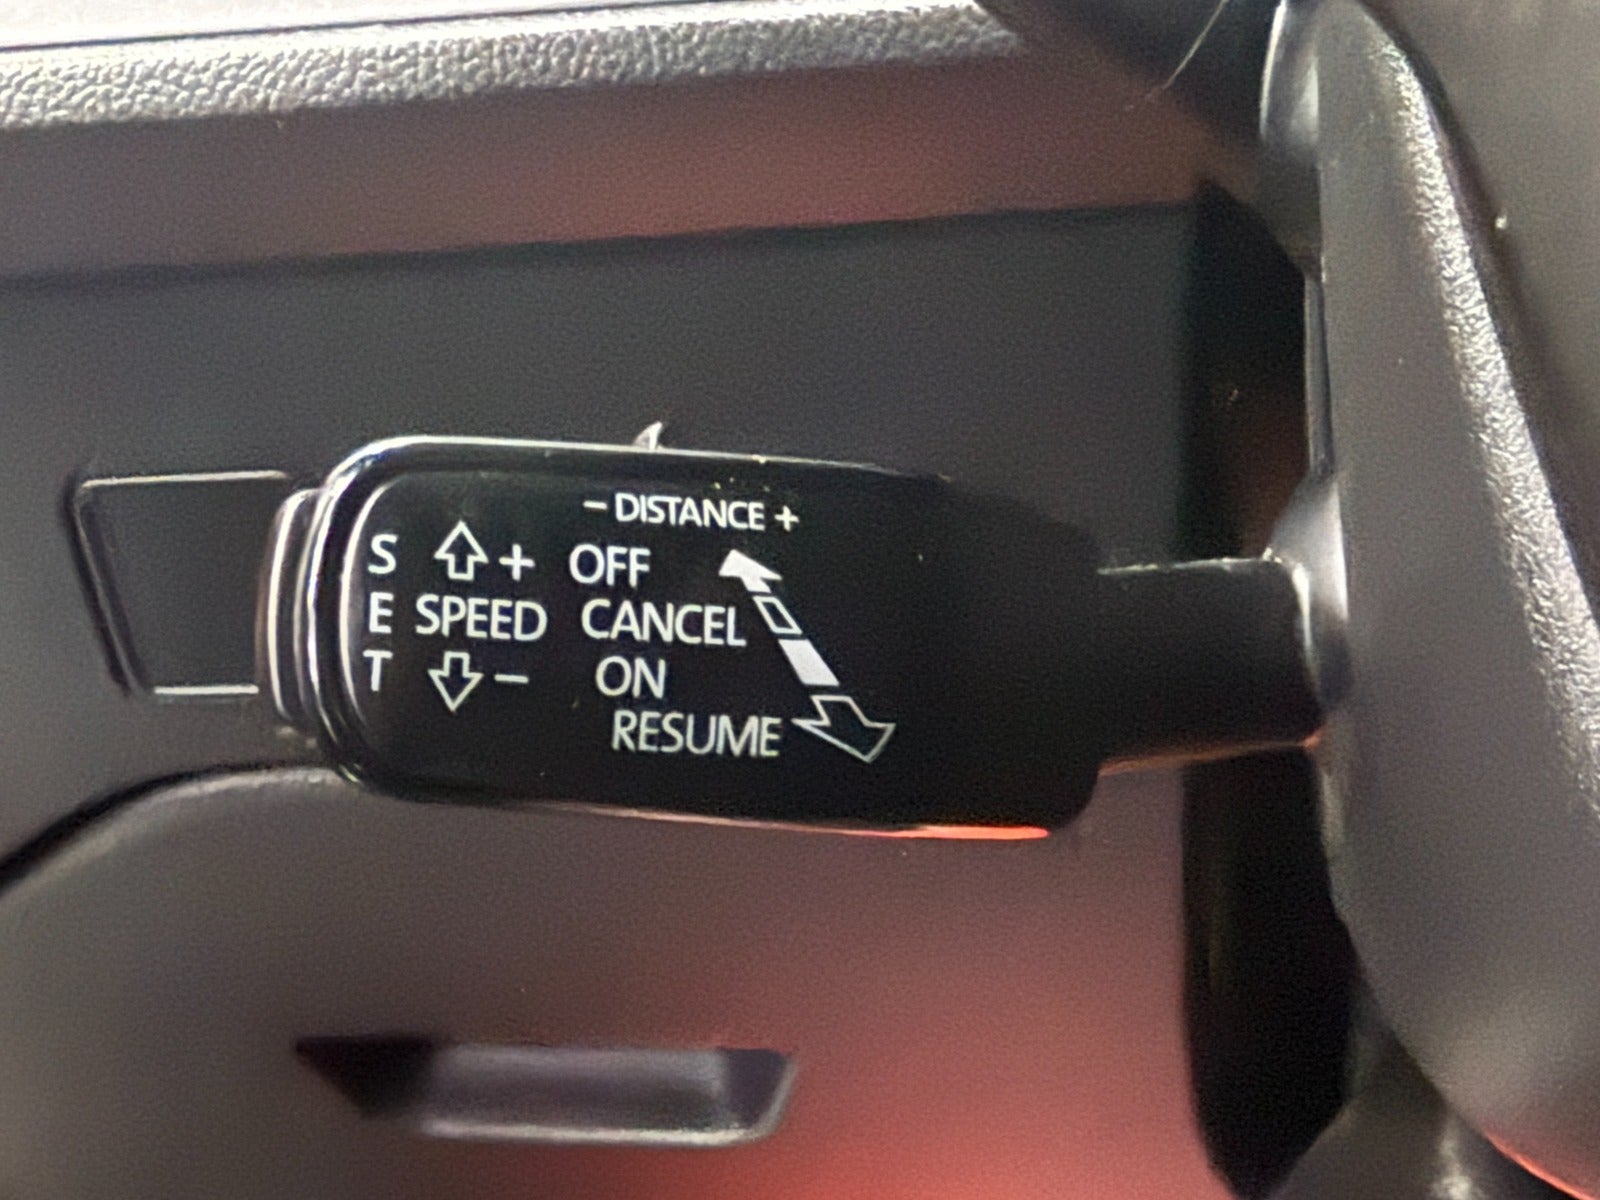 - DISTANCE +
S + OFF
E SPEED CANCEL
T - ON
RESUME